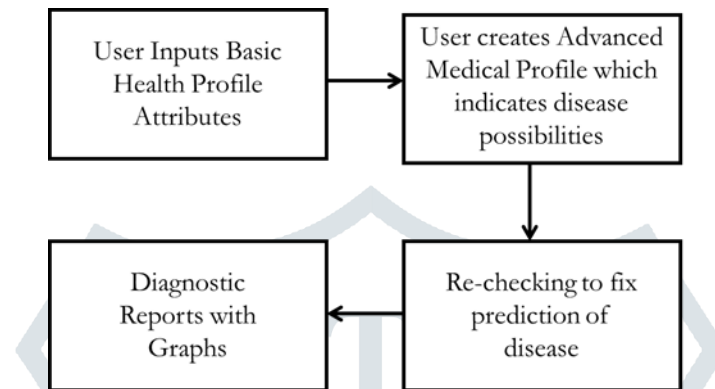 User Inputs Basic
Health Profile
Attributes
User creates Advanced
Medical Profile which
indicates disease
possibilities
Re-checking to fix
prediction of
disease
Diagnostic
Reports with
Graphs